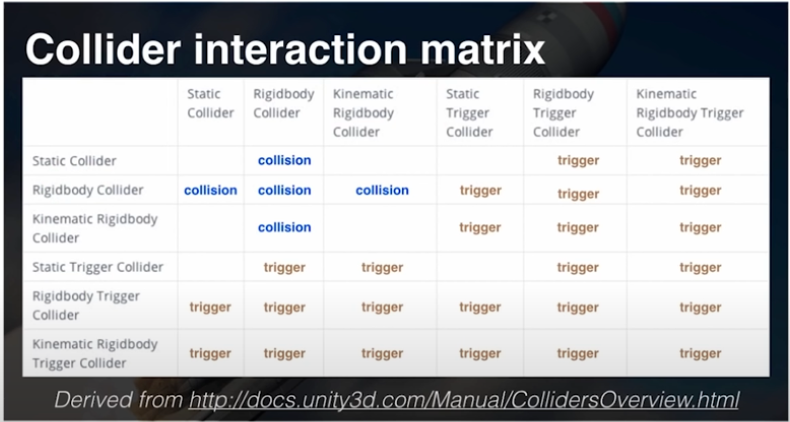 Collider interaction matrix
Static Collider Rigidbody Collider Kinematic Rigidbody Collider Static Trigger Collider Rigidbody Trigger Collider Kinematic Rigidbody Trigger Collider
Static Collider collision trigger trigger
Rigidbody Collider collision collision collision trigger trigger trigger
Kinematic Rigidbody Collider collision trigger trigger trigger
Static Trigger Collider trigger trigger trigger trigger
Rigidbody Trigger Collider trigger trigger trigger trigger trigger trigger
Kinematic Rigidbody Trigger Collider trigger trigger trigger trigger trigger trigger
Derived from http://docs.unity3d.com/Manual/CollidersOverview.html